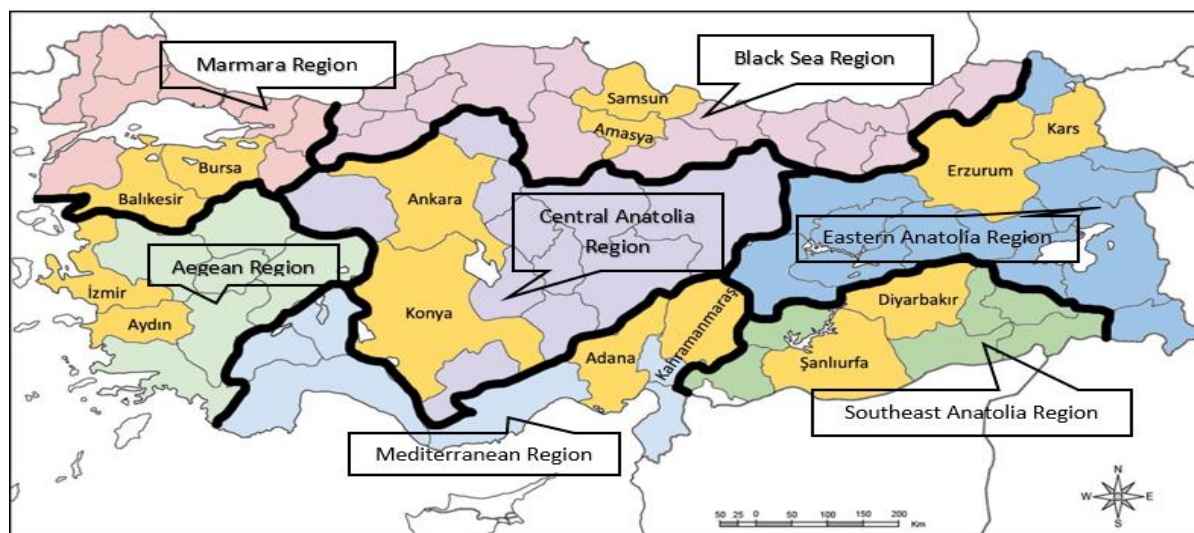 Marmara Region
Black Sea Region
Samsun
Amasya
Kars
Bursa
Erzurum
Balıkesir
Ankara
Central Anatolia
Region
Eastern Anatolia Region
Aegean Region
İzmir
Aydın
Konya
Diyarbakır
Kahramanmaraş
Adana
Şanlıurfa
Southeast Anatolia Region
Mediterranean Region
N
W E
S
50 25 0 50 100 150 200
Km